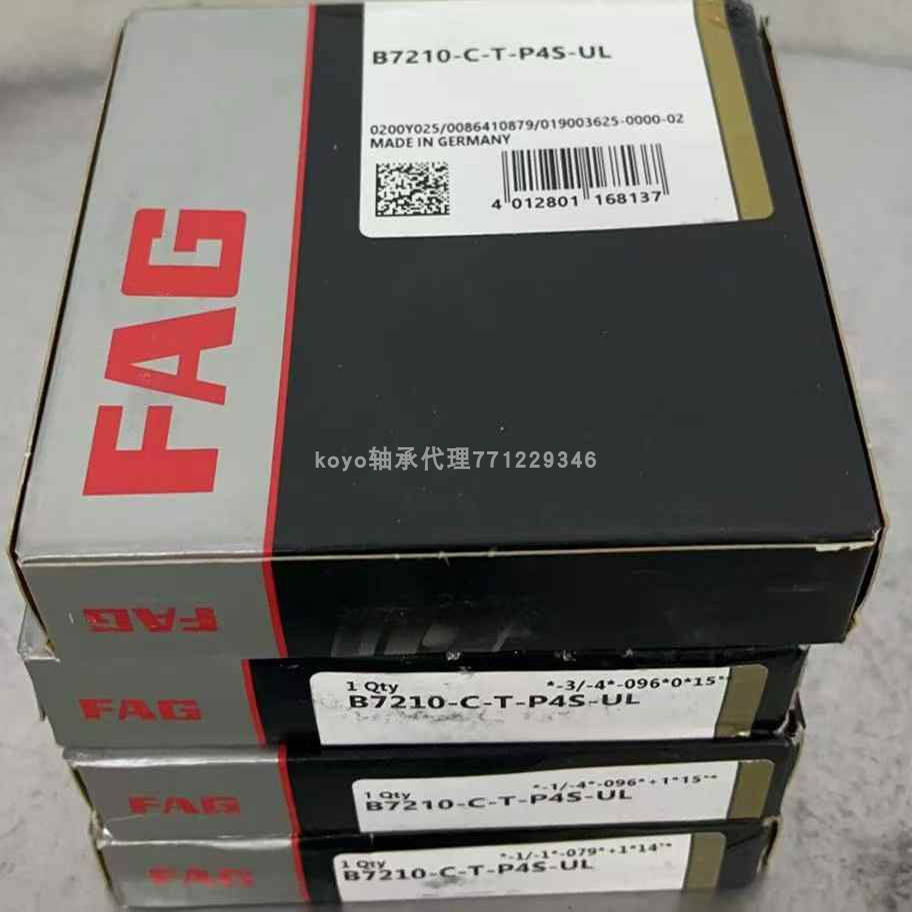 B7210-C-T-P4S-UL
0200Y025/0086410879/019003625-0000-02
MADE IN GERMANY
4 012801 168137
FAG
koyo轴承代理771229346
FAG
FAG
1 Qty *-3/-4*-096*0*15**
B7210-C-T-P4S-UL
FAG
1 Qty *-1/-4*-096*+1*15**
B7210-C-T-P4S-UL
FAG
1 Qty *-1/-1*-079*+1*14**
B7210-C-T-P4S-UL